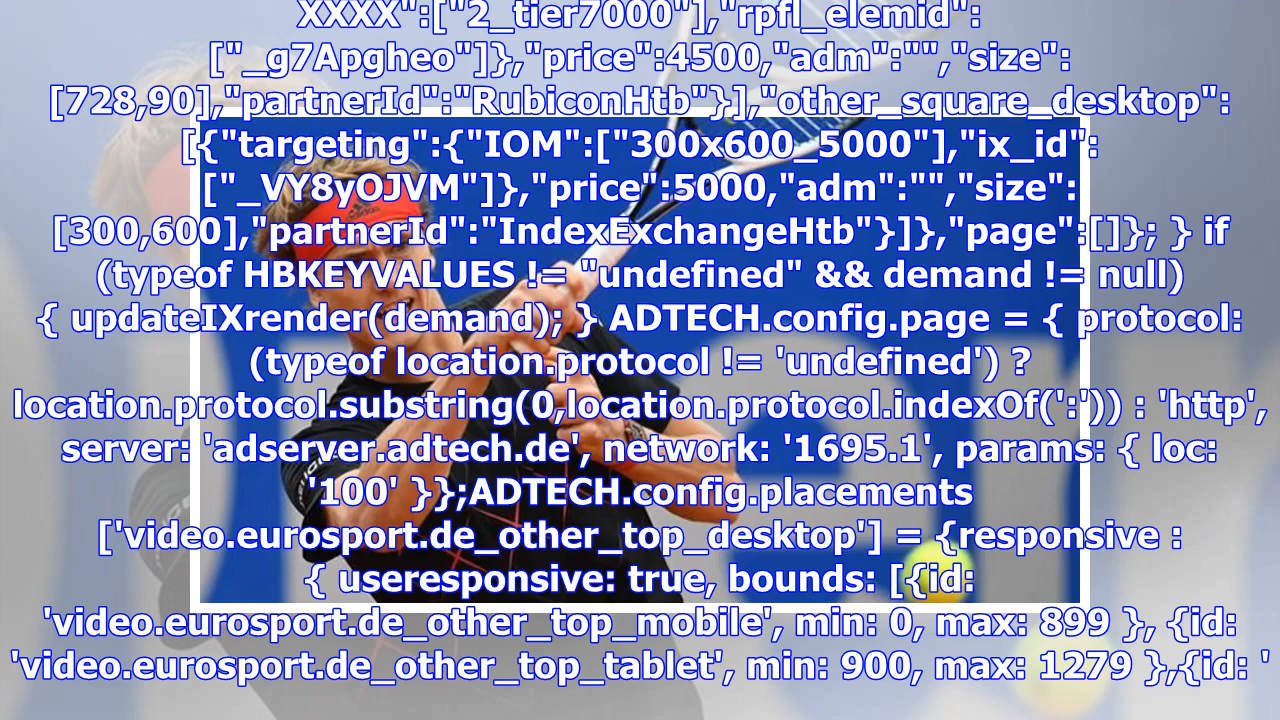 XXXX":["2_tier7000"],"rpfl_elemid":
["_g7Apgheo"]},"price":4500,"adm":"","size":
[728,90],"partnerId":"RubiconHtb"}],"other_square_desktop":
[{"targeting":{"IOM":["300x600_5000"],"ix_id":
["_VY8yOJVM"]},"price":5000,"adm":"","size":
[300,600],"partnerId":"IndexExchangeHtb"}]},"page":[]}; } if
(typeof HBKEYVALUES != "undefined" && demand != null)
{ updateIXrender(demand); } ADTECH.config.page = { protocol:
(typeof location.protocol != 'undefined') ?
location.protocol.substring(0,location.protocol.indexOf(':')) : 'http',
server: 'adserver.adtech.de', network: '1695.1', params: { loc:
'100' }};ADTECH.config.placements
['video.eurosport.de_other_top_desktop'] = {responsive :
{ useresponsive: true, bounds: [{id:
'video.eurosport.de_other_top_mobile', min: 0, max: 899 }, {id:
'video.eurosport.de_other_top_tablet', min: 900, max: 1279 },{id: '